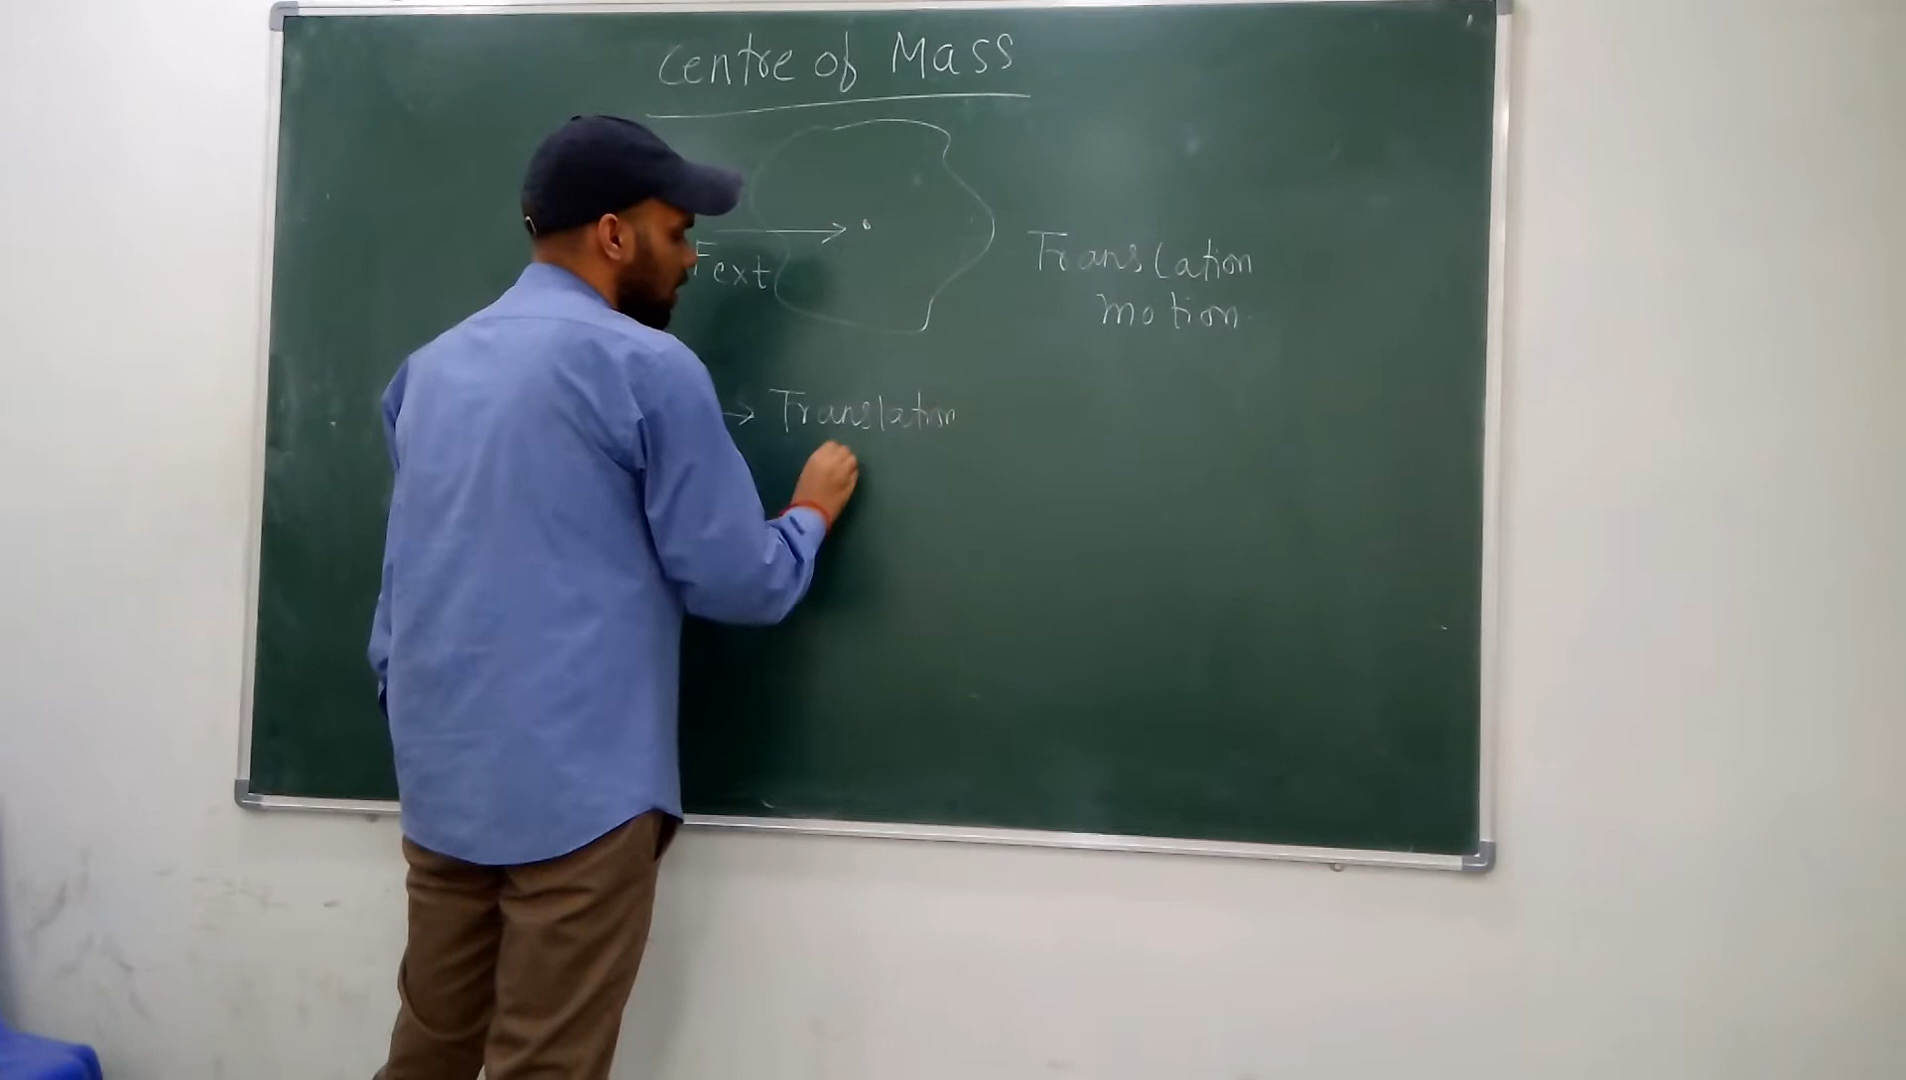 Centre of Mass
Fext
Translation
motion.
→ Translation